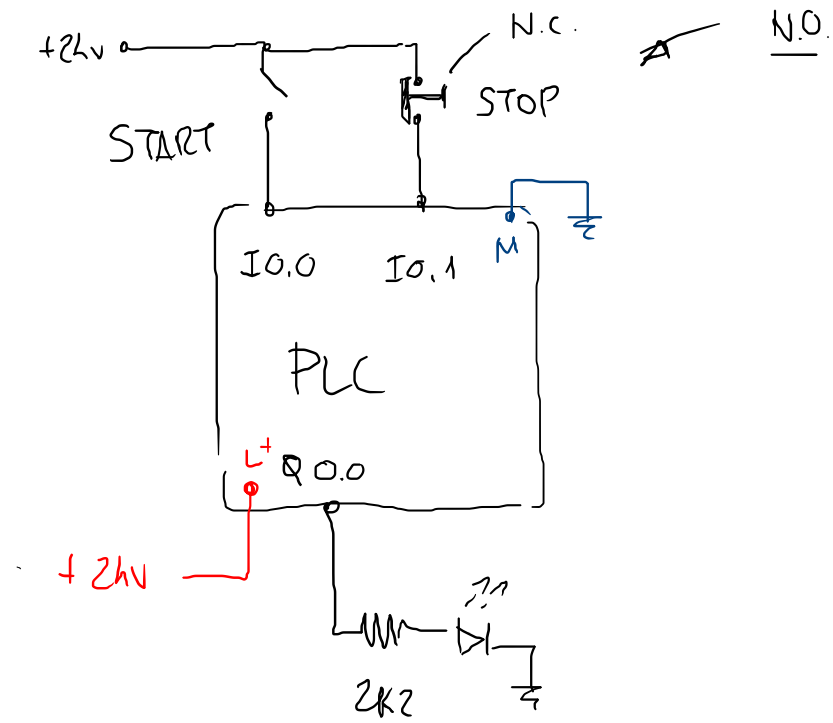 +24V
N.C.
N.O.
START
STOP
I0.0
I0.1
M
PLC
L+
Q0.0
+24V
2K2